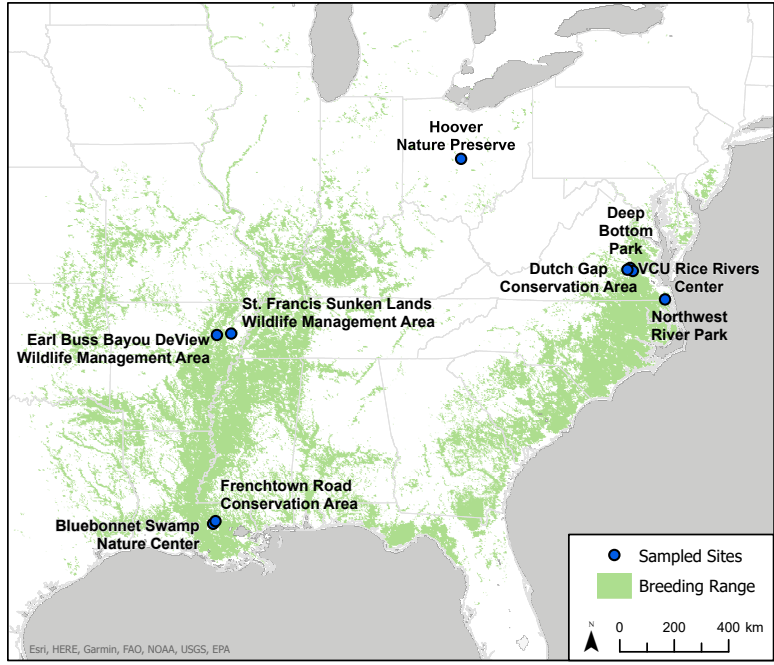 Hoover
Nature Preserve
Deep
Bottom
Park
Dutch Gap
Conservation Area
VCU Rice Rivers
Center
Northwest
River Park
St. Francis Sunken Lands
Wildlife Management Area
Earl Buss Bayou DeView
Wildlife Management Area
Frenchtown Road
Conservation Area
Bluebonnet Swamp
Nature Center
Sampled Sites
Breeding Range
N
0 200 400 km
Esri, HERE, Garmin, FAO, NOAA, USGS, EPA